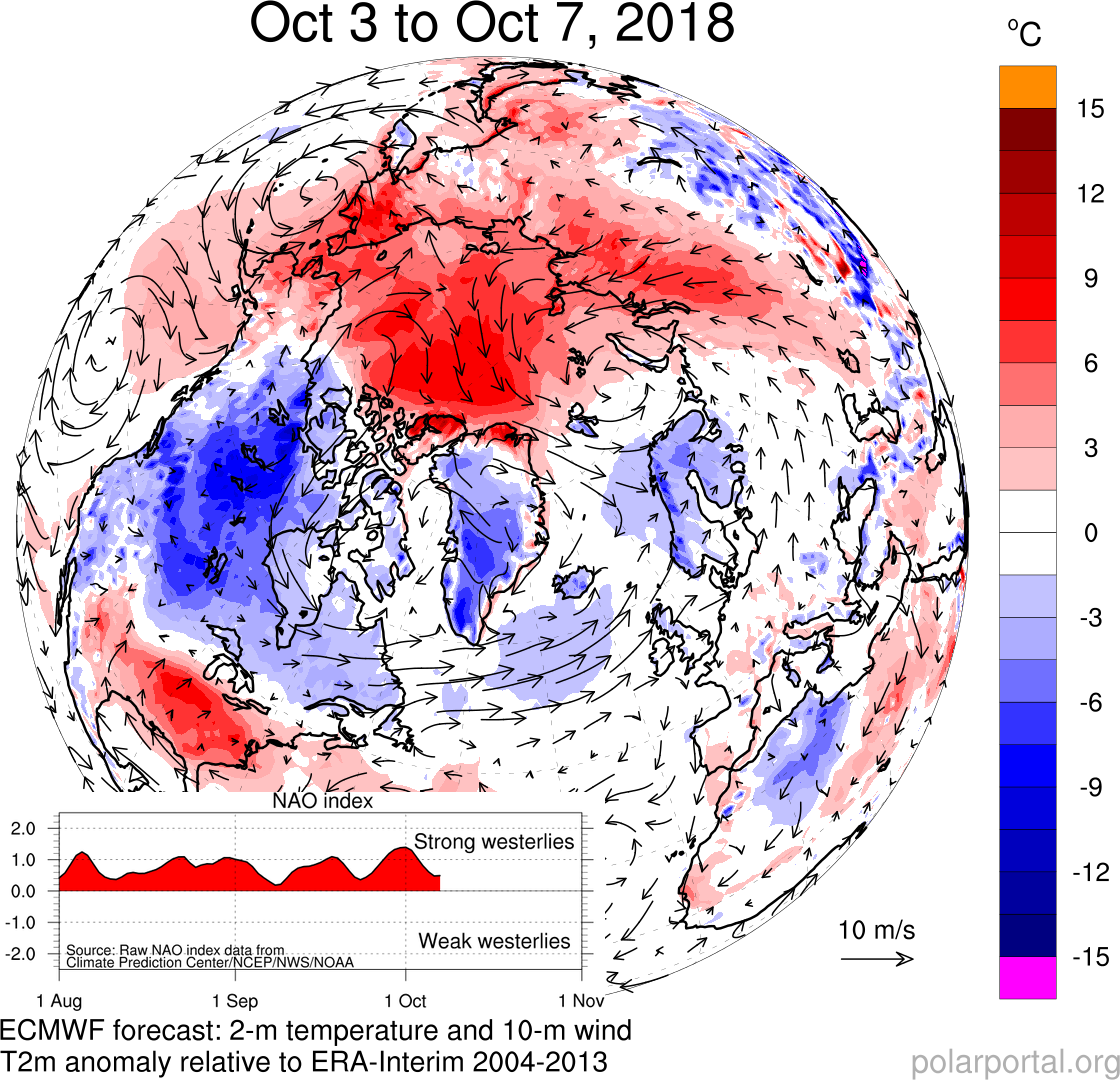 Oct 3 to Oct 7, 2018
°C
15
12
9
6
3
0
-3
-6
-9
-12
-15
10 m/s
NAO index
2.0
1.0
0.0
-1.0
-2.0
Strong westerlies
Weak westerlies
Source: Raw NAO index data from
Climate Prediction Center/NCEP/NWS/NOAA
1 Aug
1 Sep
1 Oct
1 Nov
ECMWF forecast: 2-m temperature and 10-m wind
T2m anomaly relative to ERA-Interim 2004-2013
polarportal.org